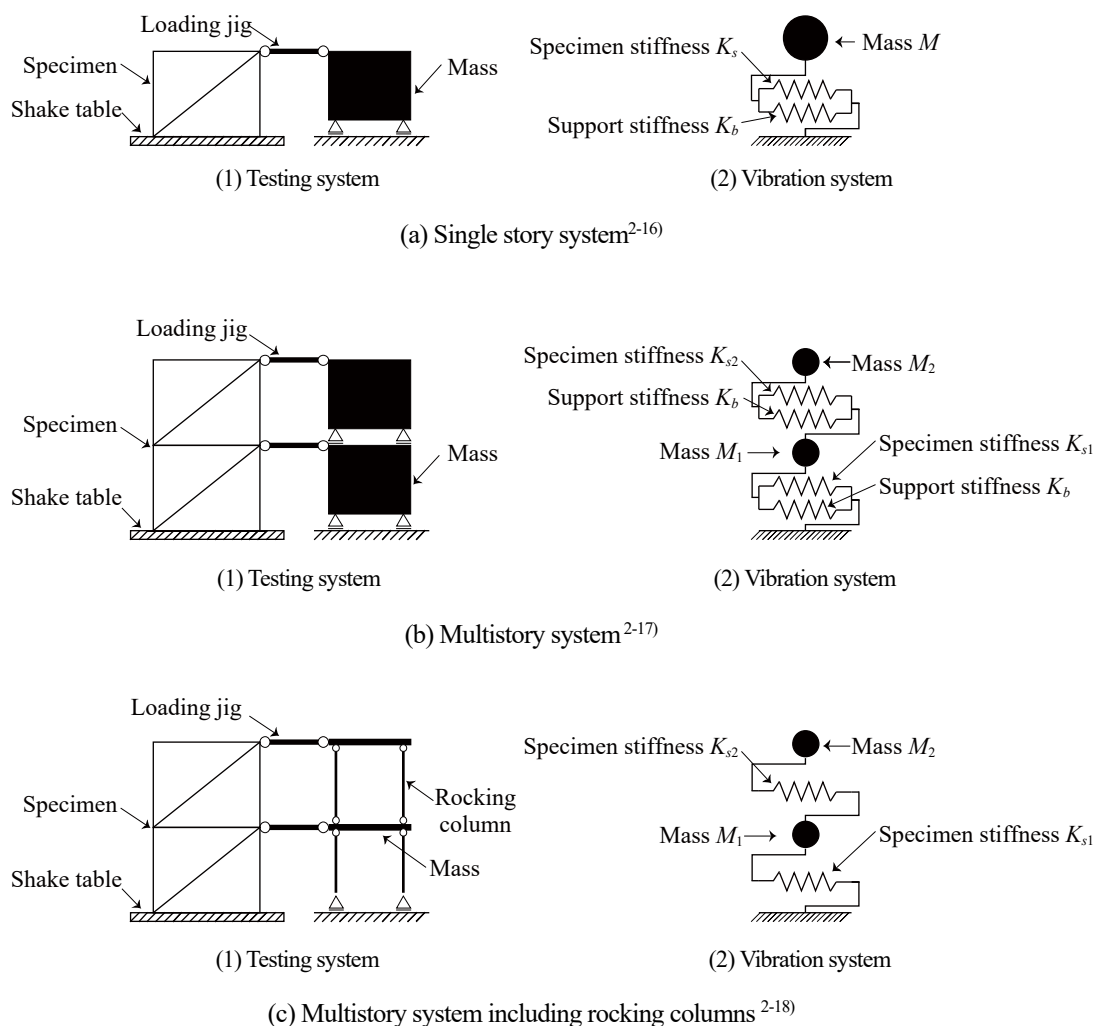 Loading jig
Specimen
Shake table
Mass
(1) Testing system
Specimen stiffness Ks
Mass M
Support stiffness Kb
(2) Vibration system
(a) Single story system2-16)
Loading jig
Specimen
Shake table
Mass
(1) Testing system
Specimen stiffness Ks2
Mass M2
Support stiffness Kb
Mass M1
Specimen stiffness Ks1
Support stiffness Kb
(2) Vibration system
(b) Multistory system2-17)
Loading jig
Specimen
Shake table
Rocking
column
Mass
(1) Testing system
Specimen stiffness Ks2
Mass M2
Mass M1
Specimen stiffness Ks1
(2) Vibration system
(c) Multistory system including rocking columns 2-18)